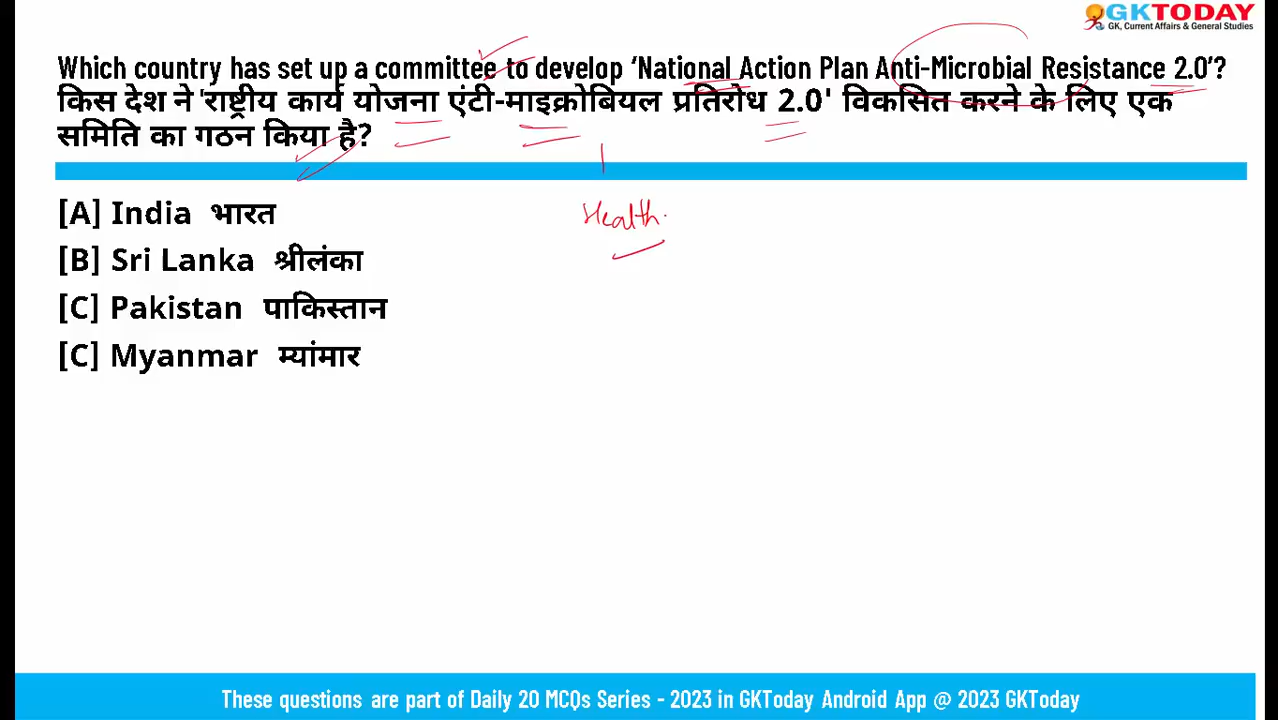 GKTODAY
GK, Current Affairs & General Studies
Which country has set up a committee to develop ‘National Action Plan Anti-Microbial Resistance 2.0’?
किस देश ने 'राष्ट्रीय कार्य योजना एंटी-माइक्रोबियल प्रतिरोध 2.0' विकसित करने के लिए एक
समिति का गठन किया है?
[A] India भारत
Health.
[B] Sri Lanka श्रीलंका
[C] Pakistan पाकिस्तान
[C] Myanmar म्यांमार
These questions are part of Daily 20 MCQs Series - 2023 in GKToday Android App @ 2023 GKToday